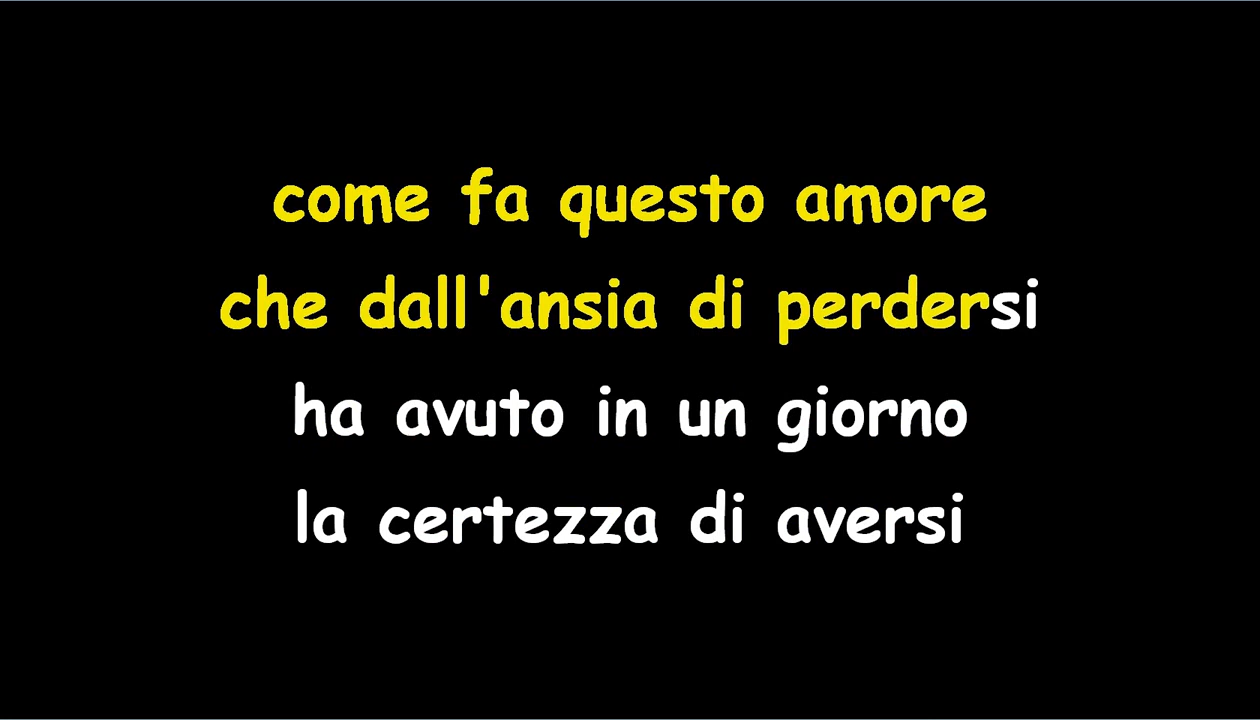 come fa questo amore
che dall'ansia di perdersi
ha avuto in un giorno
la certezza di aversi